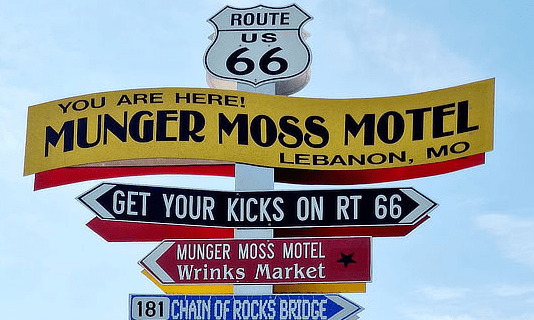 ROUTE
US
66
YOU ARE HERE!
MUNGER MOSS MOTEL
LEBANON, MO
GET YOUR KICKS ON RT 66
MUNGER MOSS MOTEL
Wrinks Market
181 CHAIN OF ROCKS BRIDGE